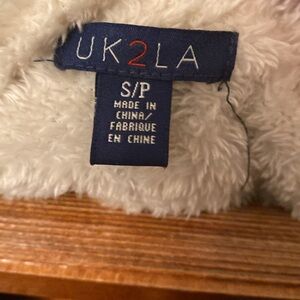 UK2LA
S/P
MADE IN
CHINA/
FABRIQUE
EN CHINE